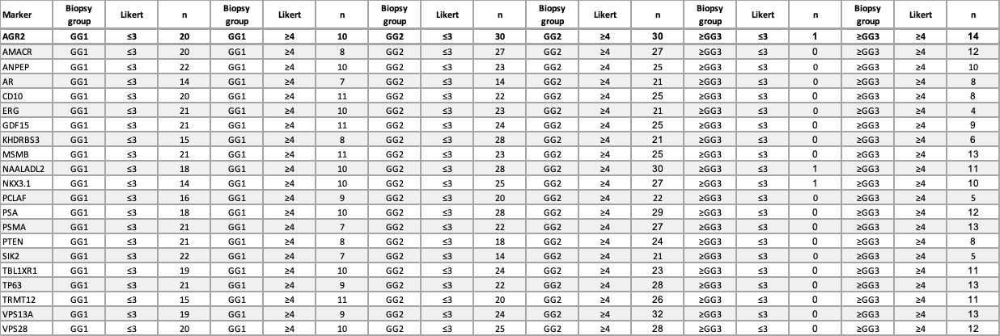 Marker Biopsy group Likert n Biopsy group Likert n Biopsy group Likert n Biopsy group Likert n Biopsy group Likert n Biopsy group Likert n
AGR2 GG1 ≤3 20 GG1 ≥4 10 GG2 ≤3 30 GG2 ≥4 30 ≥GG3 ≤3 1 ≥GG3 ≥4 14
AMACR GG1 ≤3 20 GG1 ≥4 8 GG2 ≤3 27 GG2 ≥4 27 ≥GG3 ≤3 0 ≥GG3 ≥4 12
ANPEP GG1 ≤3 22 GG1 ≥4 10 GG2 ≤3 23 GG2 ≥4 25 ≥GG3 ≤3 0 ≥GG3 ≥4 10
AR GG1 ≤3 14 GG1 ≥4 7 GG2 ≤3 14 GG2 ≥4 21 ≥GG3 ≤3 0 ≥GG3 ≥4 8
CD10 GG1 ≤3 20 GG1 ≥4 11 GG2 ≤3 22 GG2 ≥4 25 ≥GG3 ≤3 0 ≥GG3 ≥4 8
ERG GG1 ≤3 21 GG1 ≥4 10 GG2 ≤3 23 GG2 ≥4 21 ≥GG3 ≤3 0 ≥GG3 ≥4 4
GDF15 GG1 ≤3 21 GG1 ≥4 11 GG2 ≤3 24 GG2 ≥4 25 ≥GG3 ≤3 0 ≥GG3 ≥4 9
KHDRBS3 GG1 ≤3 15 GG1 ≥4 8 GG2 ≤3 28 GG2 ≥4 21 ≥GG3 ≤3 0 ≥GG3 ≥4 6
MSMB GG1 ≤3 21 GG1 ≥4 11 GG2 ≤3 23 GG2 ≥4 25 ≥GG3 ≤3 0 ≥GG3 ≥4 13
NAALADL2 GG1 ≤3 18 GG1 ≥4 10 GG2 ≤3 28 GG2 ≥4 30 ≥GG3 ≤3 1 ≥GG3 ≥4 11
NKX3.1 GG1 ≤3 14 GG1 ≥4 10 GG2 ≤3 25 GG2 ≥4 27 ≥GG3 ≤3 1 ≥GG3 ≥4 10
PCLAF GG1 ≤3 16 GG1 ≥4 9 GG2 ≤3 20 GG2 ≥4 22 ≥GG3 ≤3 0 ≥GG3 ≥4 5
PSA GG1 ≤3 18 GG1 ≥4 10 GG2 ≤3 28 GG2 ≥4 29 ≥GG3 ≤3 0 ≥GG3 ≥4 12
PSMA GG1 ≤3 21 GG1 ≥4 7 GG2 ≤3 22 GG2 ≥4 27 ≥GG3 ≤3 0 ≥GG3 ≥4 13
PTEN GG1 ≤3 21 GG1 ≥4 8 GG2 ≤3 18 GG2 ≥4 24 ≥GG3 ≤3 0 ≥GG3 ≥4 8
SIK2 GG1 ≤3 22 GG1 ≥4 7 GG2 ≤3 14 GG2 ≥4 21 ≥GG3 ≤3 0 ≥GG3 ≥4 5
TBL1XR1 GG1 ≤3 19 GG1 ≥4 10 GG2 ≤3 24 GG2 ≥4 23 ≥GG3 ≤3 0 ≥GG3 ≥4 11
TP63 GG1 ≤3 21 GG1 ≥4 9 GG2 ≤3 22 GG2 ≥4 28 ≥GG3 ≤3 0 ≥GG3 ≥4 13
TRMT12 GG1 ≤3 15 GG1 ≥4 11 GG2 ≤3 20 GG2 ≥4 26 ≥GG3 ≤3 0 ≥GG3 ≥4 11
VPS13A GG1 ≤3 19 GG1 ≥4 9 GG2 ≤3 24 GG2 ≥4 32 ≥GG3 ≤3 0 ≥GG3 ≥4 13
VPS28 GG1 ≤3 20 GG1 ≥4 10 GG2 ≤3 25 GG2 ≥4 28 ≥GG3 ≤3 0 ≥GG3 ≥4 12